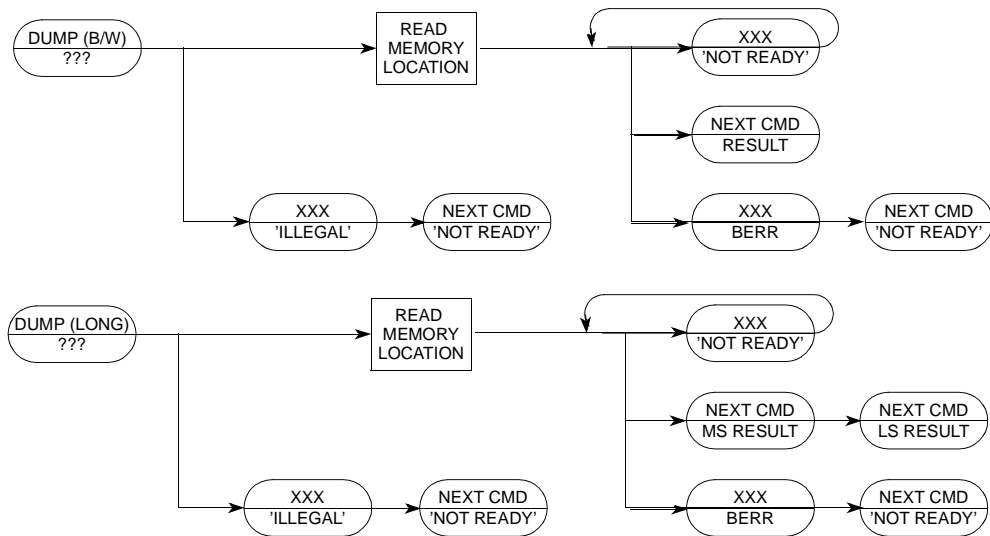 DUMP (B/W)
???
READ
MEMORY
LOCATION
XXX
'NOT READY'
NEXT CMD
RESULT
XXX
'ILLEGAL'
NEXT CMD
'NOT READY'
XXX
BERR
NEXT CMD
'NOT READY'
DUMP (LONG)
???
READ
MEMORY
LOCATION
XXX
'NOT READY'
NEXT CMD
MS RESULT
NEXT CMD
LS RESULT
XXX
'ILLEGAL'
NEXT CMD
'NOT READY'
XXX
BERR
NEXT CMD
'NOT READY'